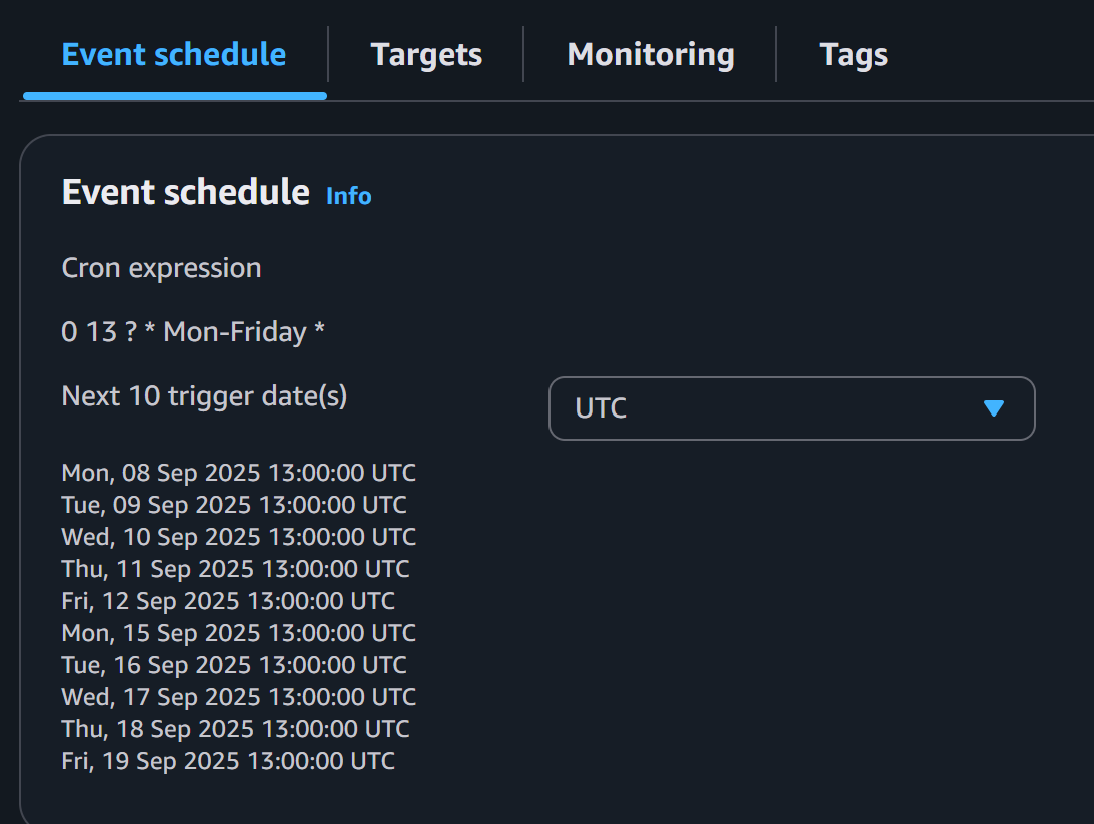 Event schedule Targets Monitoring Tags
Event schedule Info
Cron expression
0 13 ? * Mon-Friday *
Next 10 trigger date(s) UTC
Mon, 08 Sep 2025 13:00:00 UTC
Tue, 09 Sep 2025 13:00:00 UTC
Wed, 10 Sep 2025 13:00:00 UTC
Thu, 11 Sep 2025 13:00:00 UTC
Fri, 12 Sep 2025 13:00:00 UTC
Mon, 15 Sep 2025 13:00:00 UTC
Tue, 16 Sep 2025 13:00:00 UTC
Wed, 17 Sep 2025 13:00:00 UTC
Thu, 18 Sep 2025 13:00:00 UTC
Fri, 19 Sep 2025 13:00:00 UTC